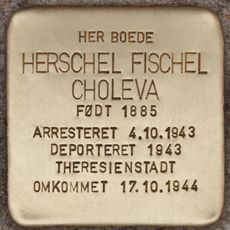 HER BOEDE
HERSCHEL FISCHEL
CHOLEVA
FØDT 1885
ARRESTERET 4.10.1943
DEPORTERET 1943
THERESIENSTADT
OMKOMMET 17.10.1944